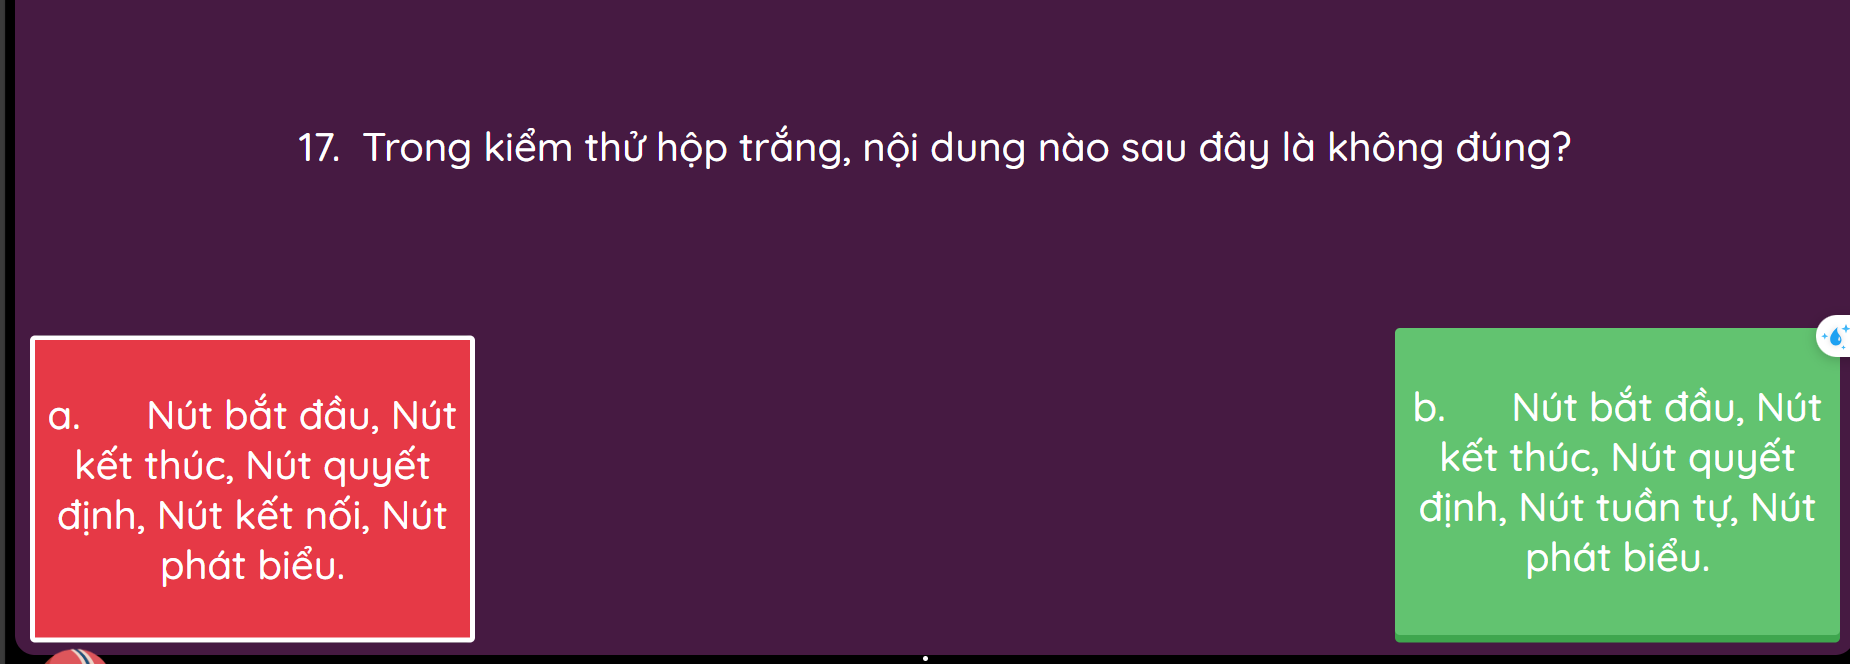 17. Trong kiểm thử hộp trắng, nội dung nào sau đây là không đúng?
a. Nút bắt đầu, Nút
kết thúc, Nút quyết
định, Nút kết nối, Nút
phát biểu.
b. Nút bắt đầu, Nút
kết thúc, Nút quyết
định, Nút tuần tự, Nút
phát biểu.